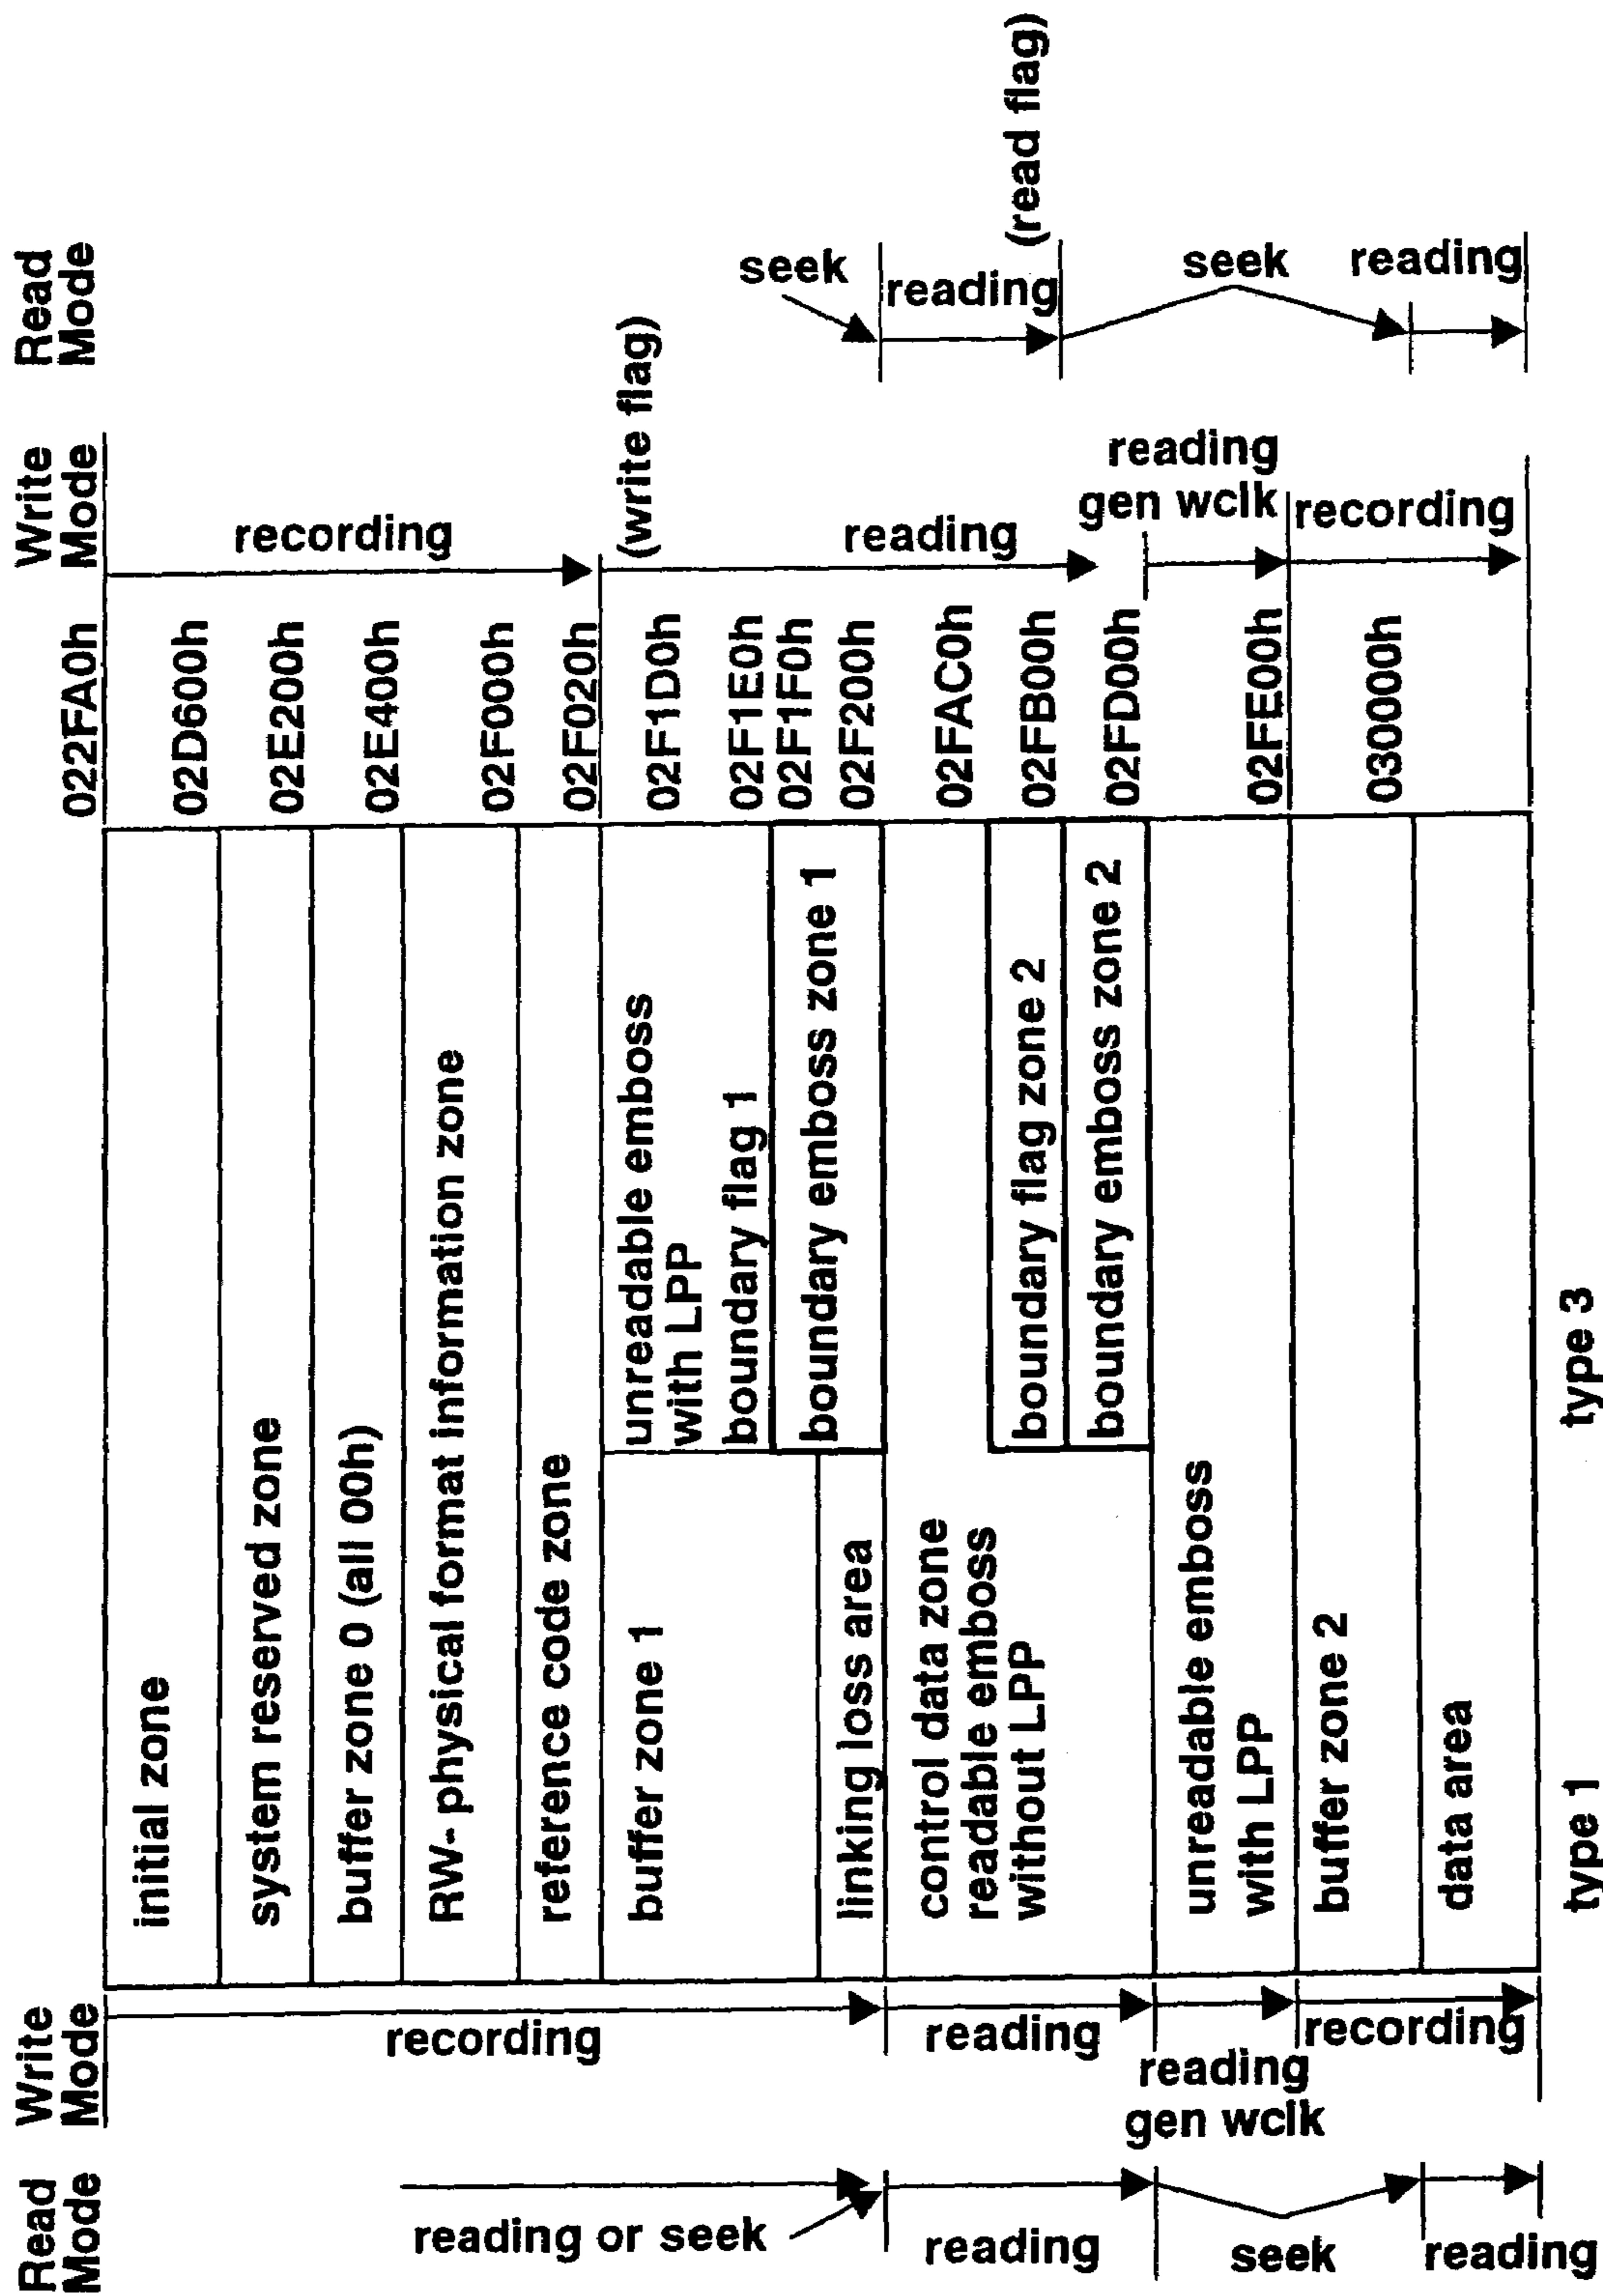 Read
Mode
Write
Mode
Write
Mode
Read
Mode
022FA0h
initial zone
02D600h
system reserved zone
02E200h
buffer zone 0 (all 00h)
02E400h
RW- physical format information zone
02F000h
reference code zone
02F020h
recording
reading or seek
recording
(write flag)
buffer zone 1
unreadable emboss
with LPP
02F1D0h
boundary flag 1
02F1E0h
boundary emboss zone 1
02F1F0h
linking loss area
02F200h
seek
reading
reading
control data zone
readable emboss
without LPP
02FAC0h
reading
reading
boundary flag zone 2
02FB00h
(read flag)
boundary emboss zone 2
02FD00h
reading
gen wclk
unreadable emboss
with LPP
02FE00h
reading
gen wclk
seek
seek
recording
buffer zone 2
030000h
recording
reading
data area
reading
type 1
type 3